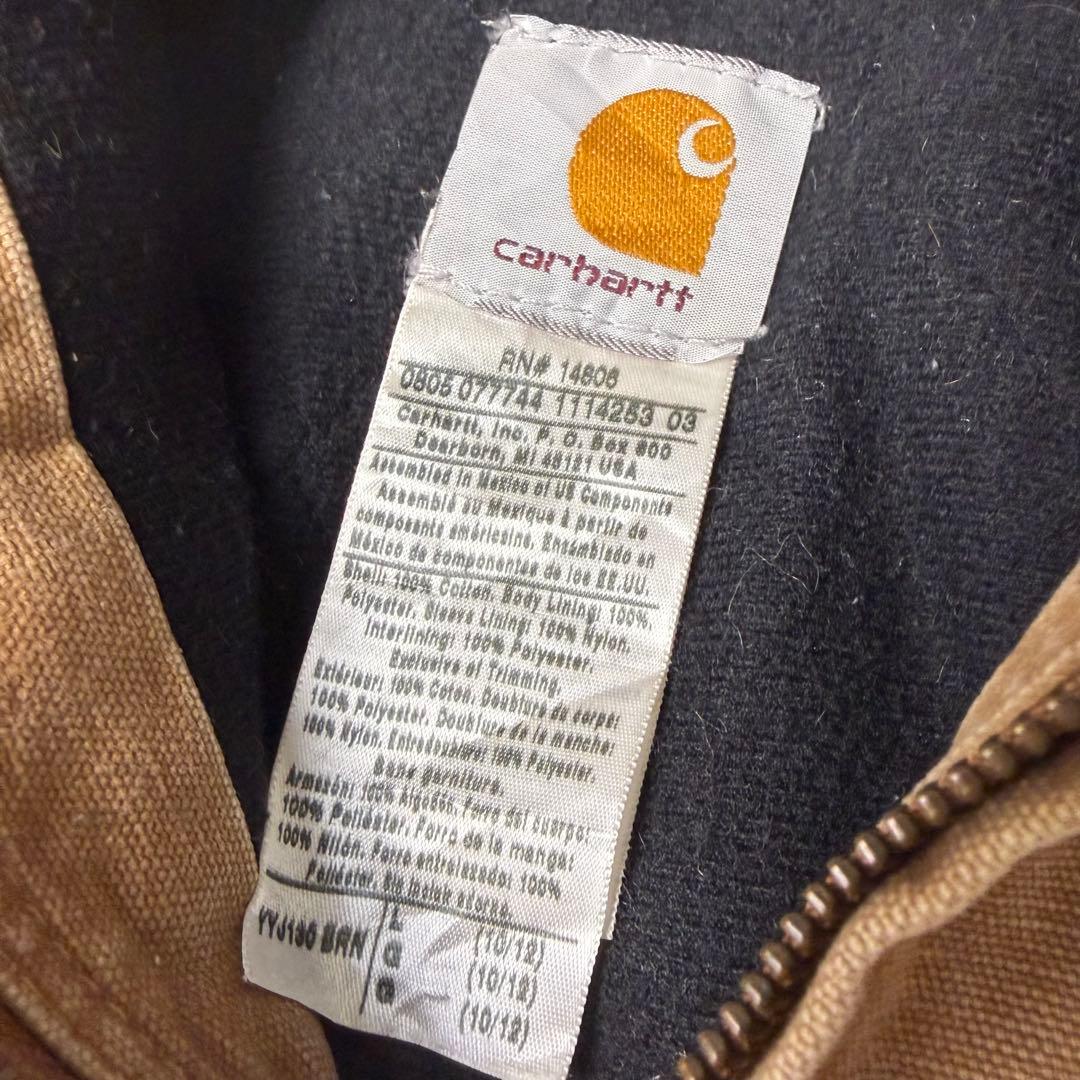 carhartt
RN# 14806
0805 077744 1114253 03
Carhartt, Inc. P. O. Box 600
Dearborn, MI 48121 USA
Assembled in Mexico of US Components
Assemblé au Mexique à partir de
composants américains. Ensamblado en
México de componentes de los EE.UU.
Shell: 100% Cotton. Body Lining: 100%
Polyester. Sleeve Lining: 100% Nylon.
Interlining: 100% Polyester.
Exclusive of Trimming.
Extérieur: 100% Coton. Doublure du corps:
100% Polyester. Doublure de la manche:
100% Nylon. Entredoublure: 100% Polyester.
Sans garniture.
Armazón: 100% Algodón. Forro del cuerpo:
100% Poliéster. Forro de la manga:
100% Nilón. Forro entrelazado: 100%
Poliéster. Sin incluir adorno.
YYJ130 BRN L (10/12)
G (10/12)
G (10/12)